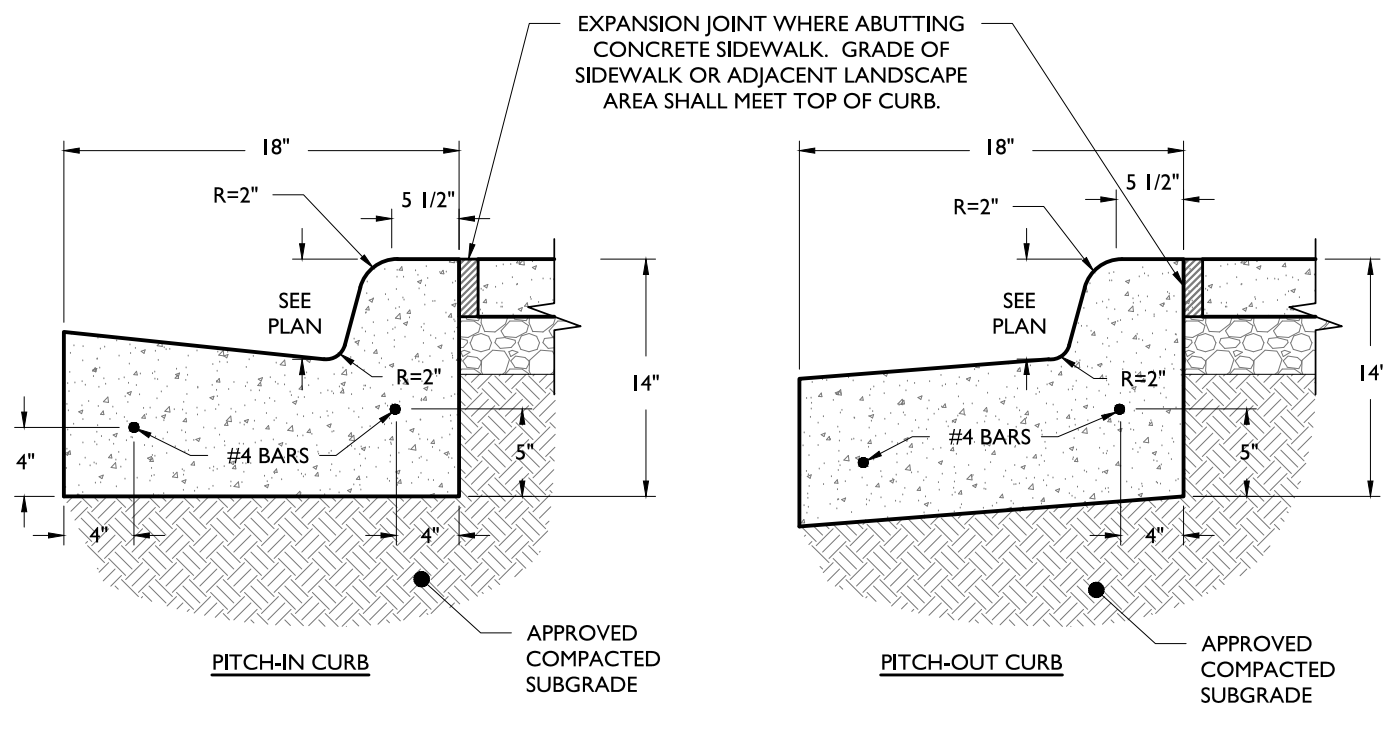 EXPANSION JOINT WHERE ABUTTING
CONCRETE SIDEWALK. GRADE OF
SIDEWALK OR ADJACENT LANDSCAPE
AREA SHALL MEET TOP OF CURB.
18"
R=2"
5 1/2"
SEE
PLAN
R=2"
14"
#4 BARS
4"
5"
4"
4"
APPROVED
COMPACTED
SUBGRADE
PITCH-IN CURB
18"
5 1/2"
R=2"
SEE
PLAN
R=2"
14'
#4 BARS
5"
4"
APPROVED
COMPACTED
SUBGRADE
PITCH-OUT CURB